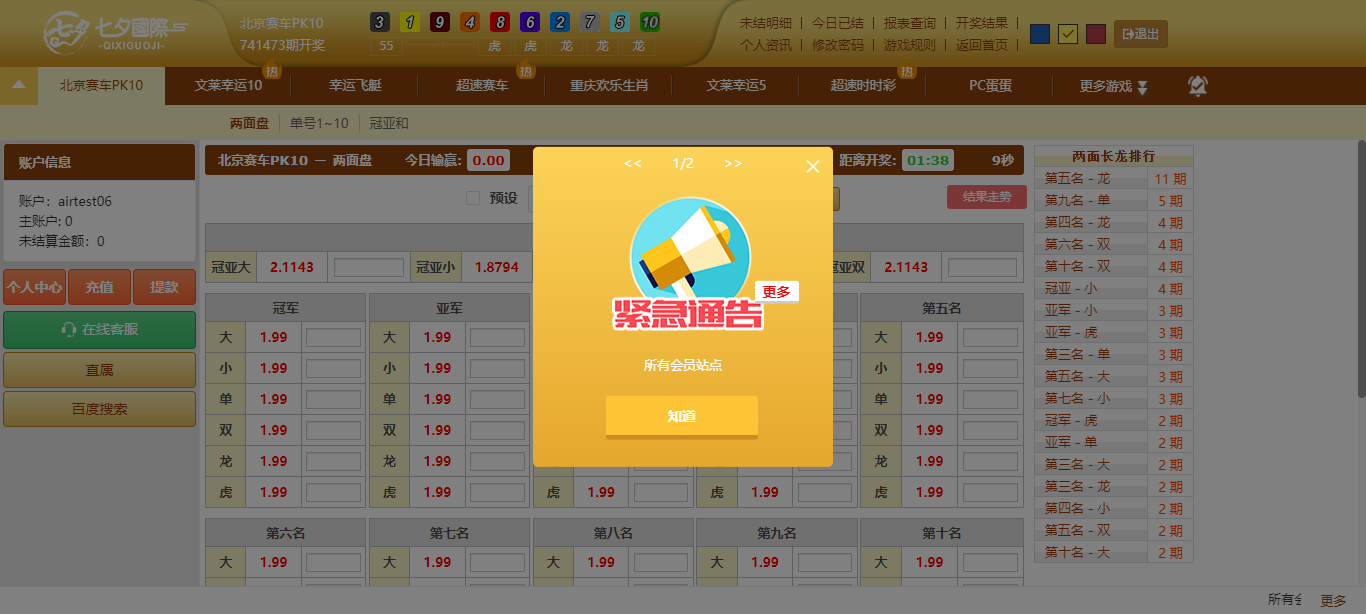 七夕國際
-QIXIGUOJI-
北京赛车PK10
741473期开奖
3 1 9 4 8 6 2 7 5 10
55 虎 虎 龙 龙 龙
未结明细 今日已结 报表查询 开奖结果
个人资讯 修改密码 游戏规则 返回首页
退出
北京赛车PK10 文莱幸运10 热 幸运飞艇 超速赛车 热 重庆欢乐生肖 文莱幸运5 超速时时彩 热 PC蛋蛋 更多游戏
两面盘 单号1~10 冠亚和
账户信息
账户: airtest06
主账户: 0
未结算金额: 0
个人中心 充值 提款
在线客服
直属
百度搜索
北京赛车PK10 — 两面盘 今日输赢: 0.00 距离开奖: 01:38 9秒
预设 结果走势
冠亚大 2.1143 冠亚小 1.8794 冠亚双 2.1143
冠军 亚军 第五名
大 1.99 大 1.99 大 1.99
小 1.99 小 1.99 小 1.99
单 1.99 单 1.99 单 1.99
双 1.99 双 1.99 双 1.99
龙 1.99 龙 1.99 龙 1.99
虎 1.99 虎 1.99 虎 1.99 虎 1.99 虎 1.99
第六名 第七名 第八名 第九名 第十名
大 1.99 大 1.99 大 1.99 大 1.99 大 1.99
<< 1/2 >>
更多
紧急通告
所有会员站点
知道
两面长龙排行
第五名 - 龙 11 期
第九名 - 单 5 期
第四名 - 龙 4 期
第六名 - 双 4 期
第十名 - 双 4 期
冠亚 - 小 4 期
亚军 - 小 3 期
亚军 - 虎 3 期
第三名 - 单 3 期
第五名 - 大 3 期
第七名 - 小 3 期
冠军 - 虎 2 期
亚军 - 单 2 期
第三名 - 大 2 期
第三名 - 龙 2 期
第四名 - 小 2 期
第五名 - 双 2 期
第十名 - 大 2 期
所有会 更多